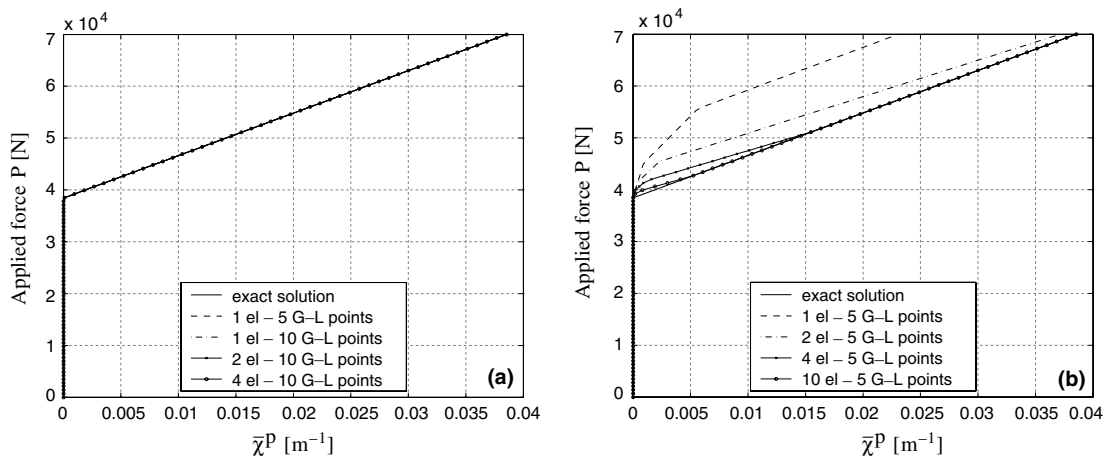 x 10⁴
7
6
5
4
3
2
1
0
Applied force P [N]
exact solution
1 el – 5 G–L points
1 el – 10 G–L points
2 el – 10 G–L points
4 el – 10 G–L points
(a)
0 0.005 0.01 0.015 0.02 0.025 0.03 0.035 0.04
χ̄ᵖ [m⁻¹]
x 10⁴
7
6
5
4
3
2
1
0
Applied force P [N]
exact solution
1 el – 5 G–L points
2 el – 5 G–L points
4 el – 5 G–L points
10 el – 5 G–L points
(b)
0 0.005 0.01 0.015 0.02 0.025 0.03 0.035 0.04
χ̄ᵖ [m⁻¹]